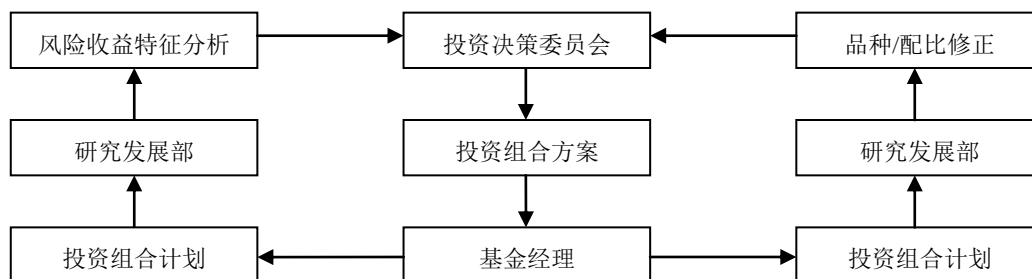 风险收益特征分析
投资决策委员会
品种/配比修正
研究发展部
投资组合方案
研究发展部
投资组合计划
基金经理
投资组合计划